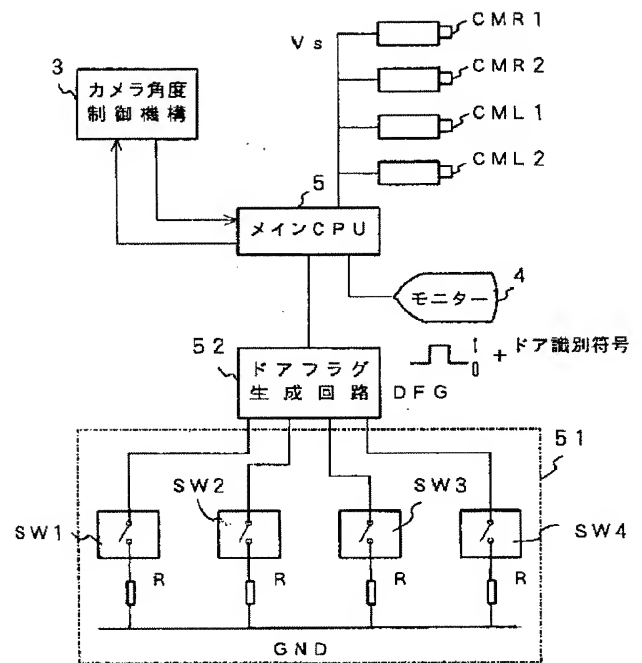 CMR1
Vs
CMR2
3
カメラ角度
制御機構
CML1
CML2
5
メインCPU
モニター
4
52
ドアフラグ
生成回路
DFG
1
0
+ ドア識別符号
51
SW1
SW2
SW3
SW4
R
R
R
R
GND